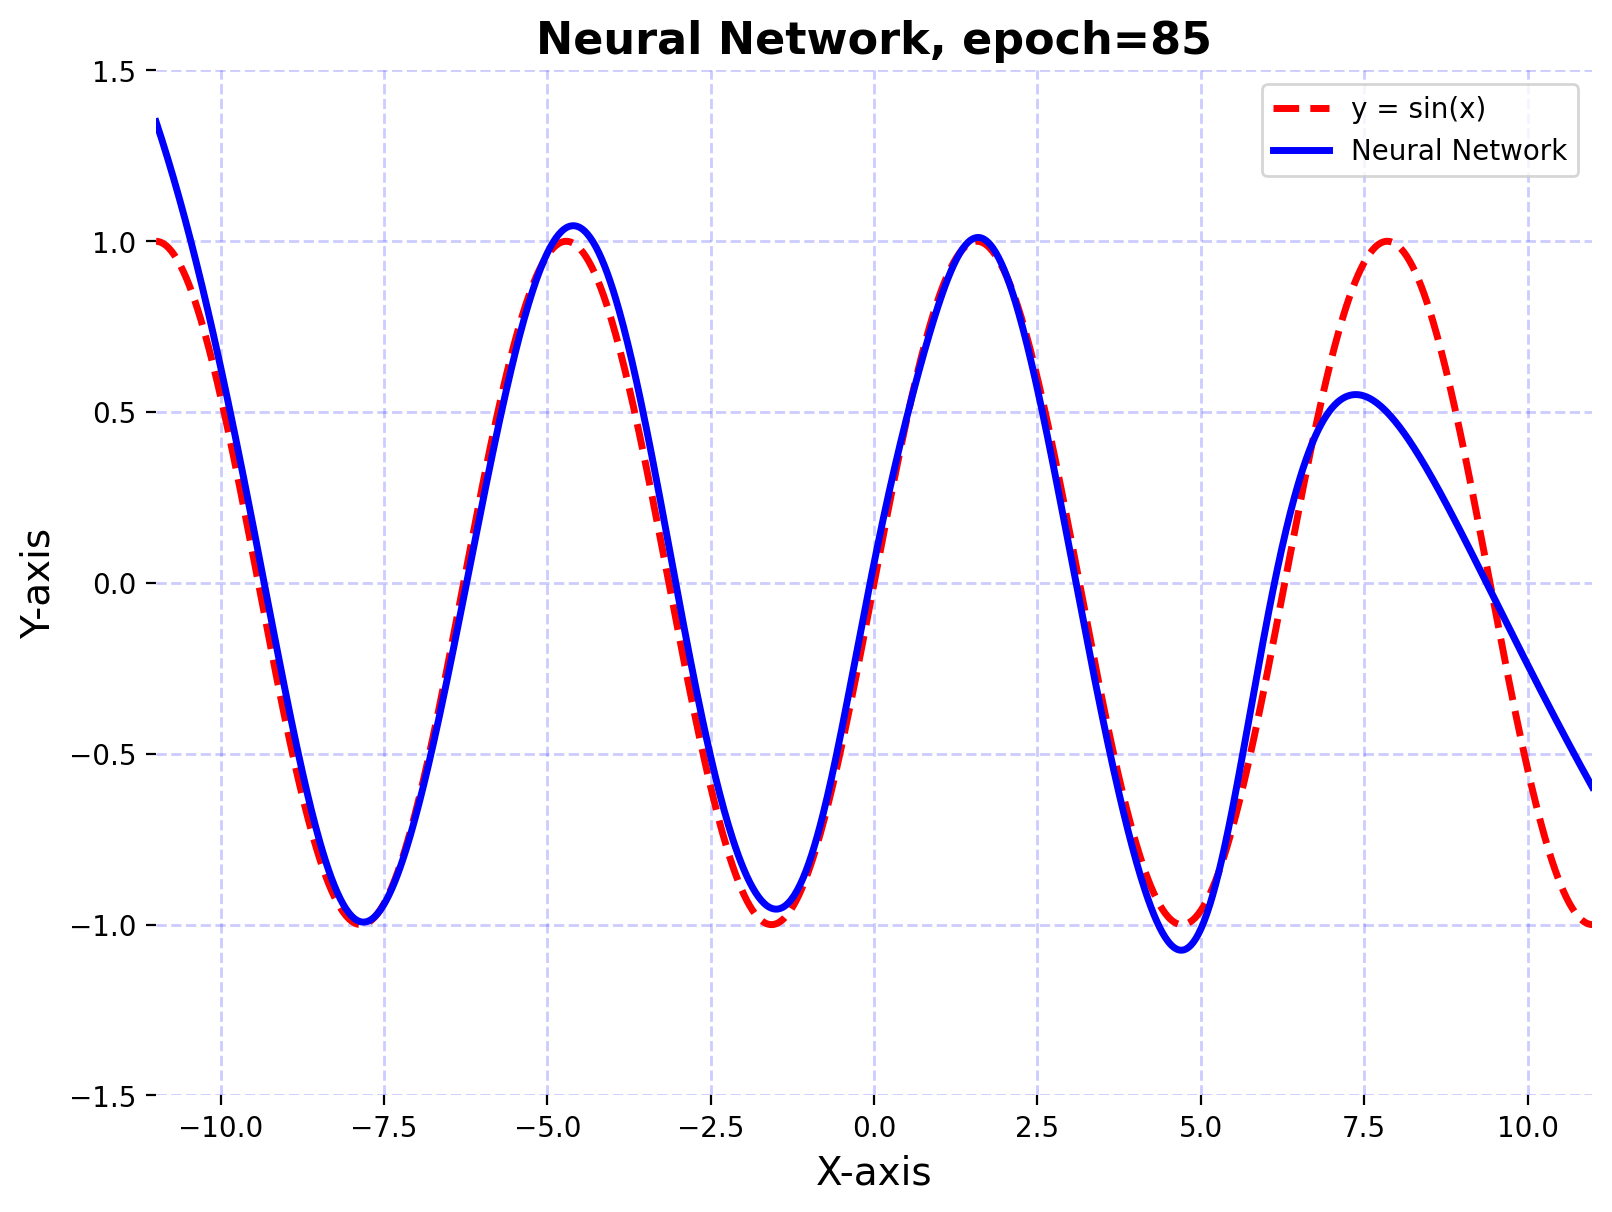 Neural Network, epoch=85
y = sin(x)
Neural Network
Y-axis
1.5
1.0
0.5
0.0
−0.5
−1.0
−1.5
−10.0 −7.5 −5.0 −2.5 0.0 2.5 5.0 7.5 10.0
X-axis